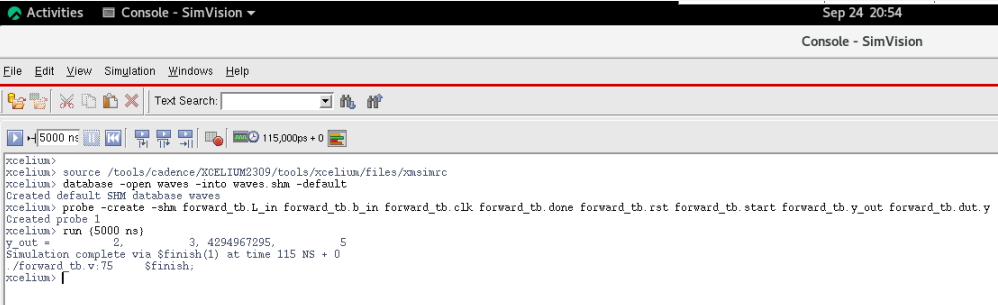 Activities Console - SimVision Sep 24 20:54
Console - SimVision
File Edit View Simulation Windows Help
Text Search:
5000 ns 115,000ps + 0
xcelium>
xcelium> source /tools/cadence/XCELIUM2309/tools/xcelium/files/xmsimrc
xcelium> database -open waves -into waves.shm -default
Created default SHM database waves
xcelium> probe -create -shm forward_tb.L_in forward_tb.b_in forward_tb.clk forward_tb.done forward_tb.rst forward_tb.start forward_tb.y_out forward_tb.dut.y
Created probe 1
xcelium> run {5000 ns}
y_out =          2,          3, 4294967295,          5
Simulation complete via $finish(1) at time 115 NS + 0
./forward_tb.v:75     $finish;
xcelium>